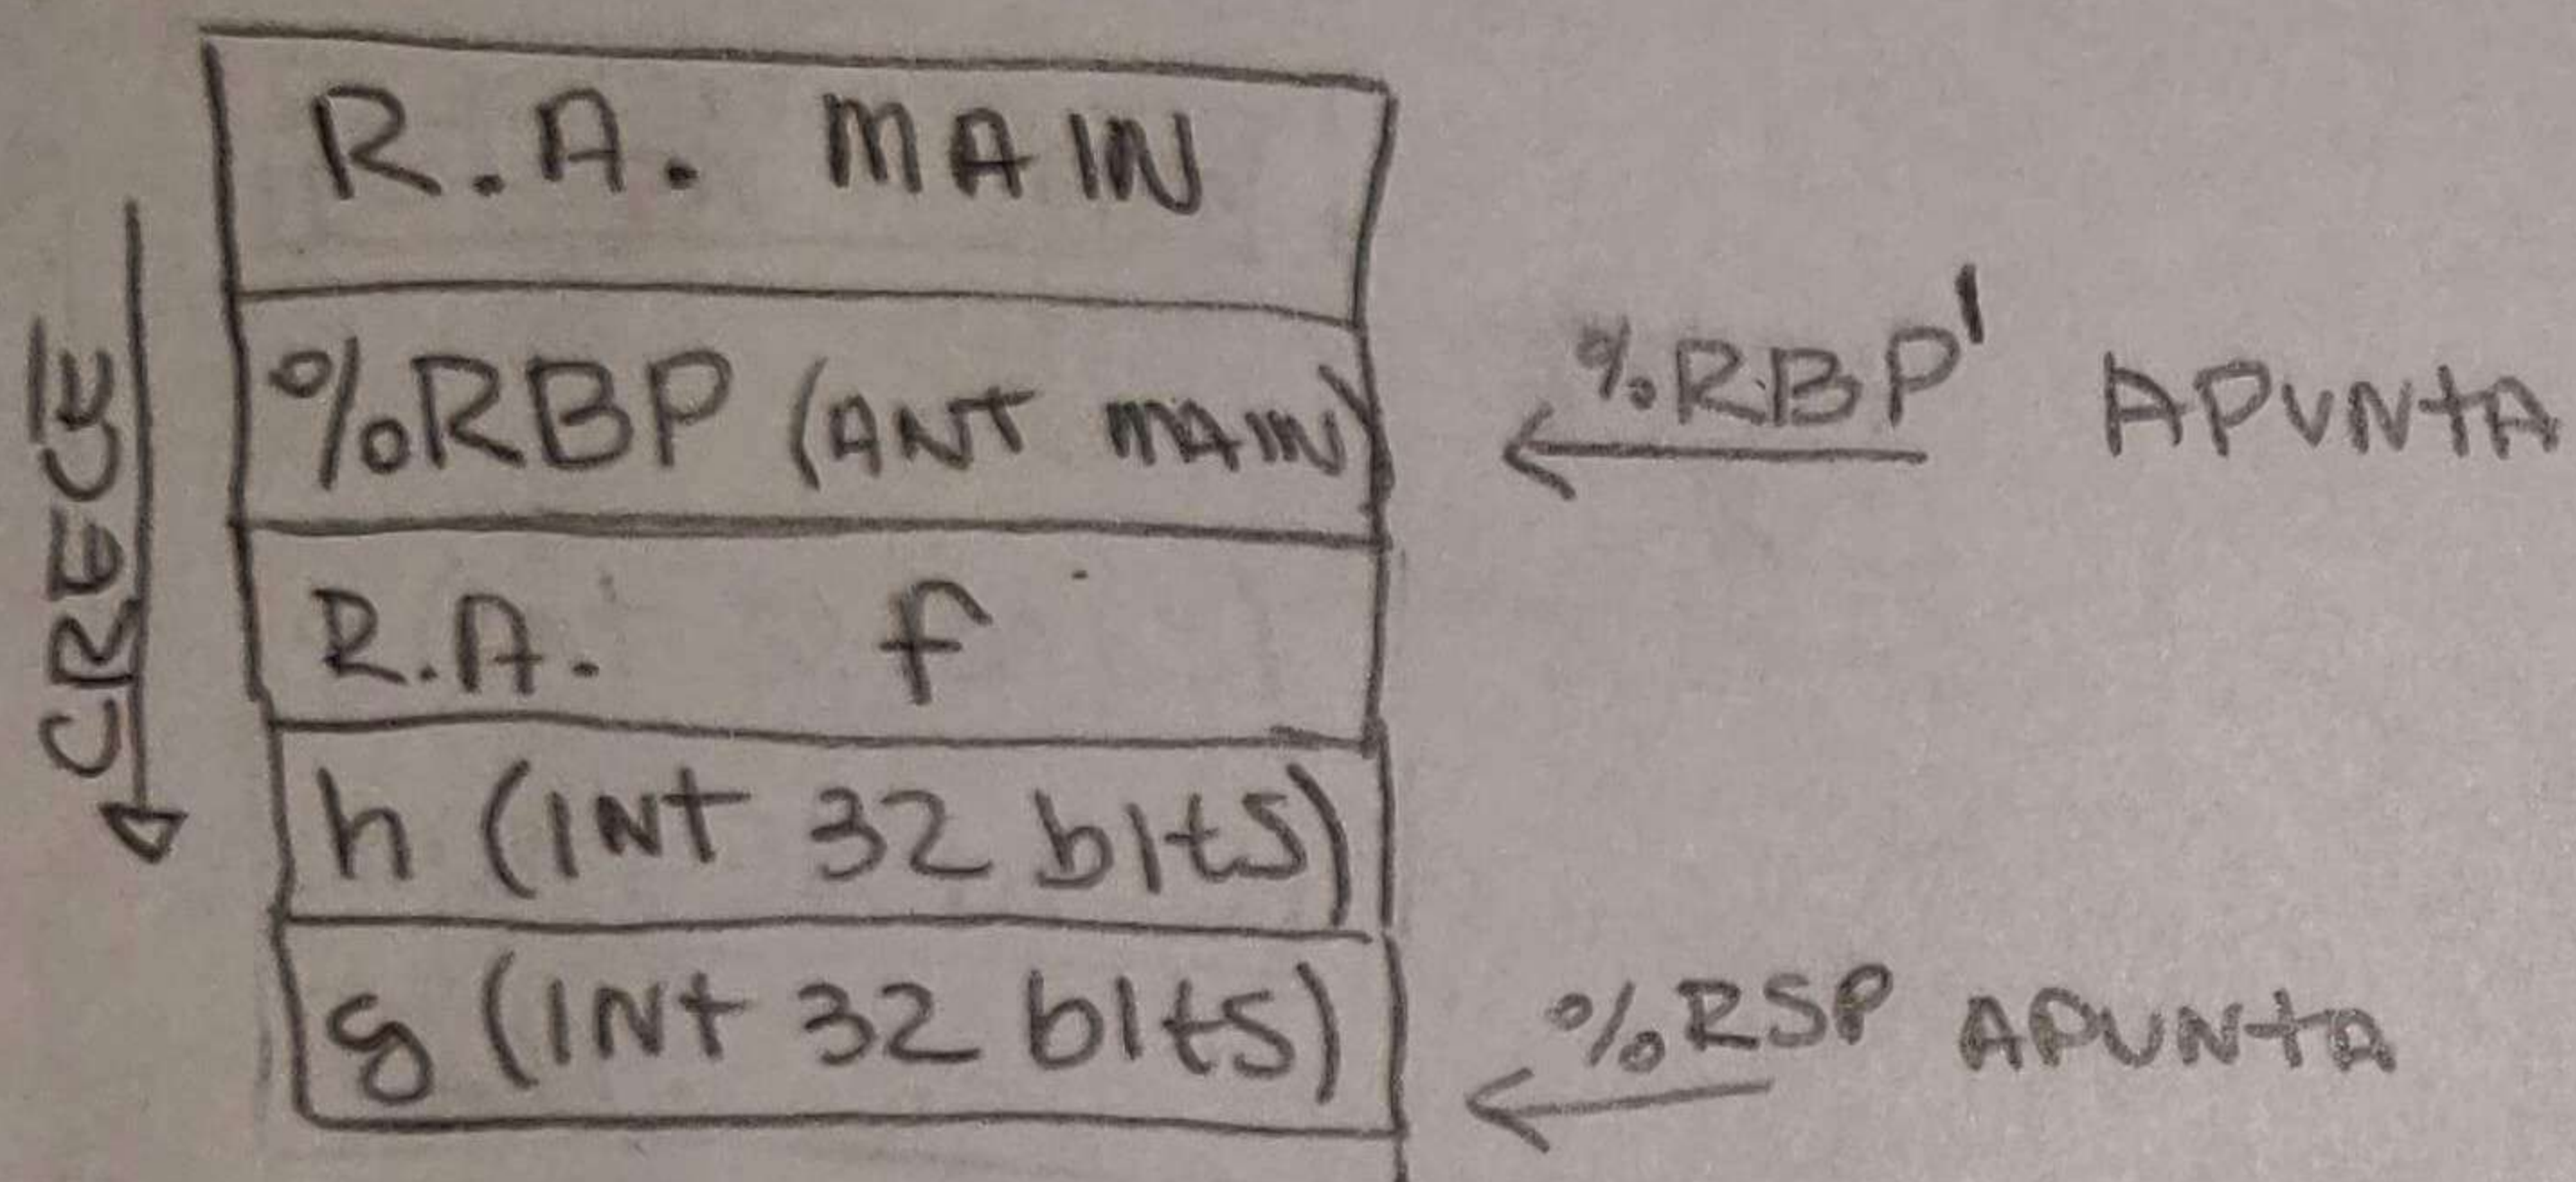 R.A. MAIN
%RBP (ANT MAIN)
%RBP' APUNTA
R.A. f
h (INT 32 bits)
g (INT 32 bits)
%RSP APUNTA
CRECE